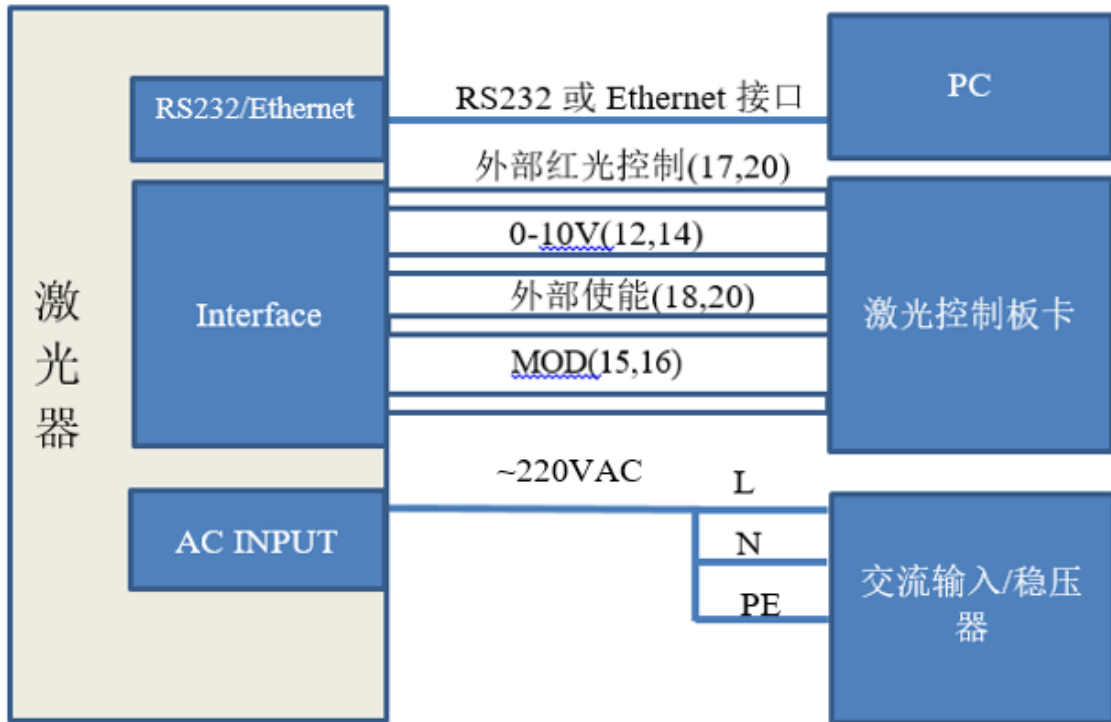 RS232/Ethernet
RS232 或 Ethernet 接口
PC
外部红光控制(17,20)
0-10V(12,14)
外部使能(18,20)
MOD(15,16)
Interface
激光控制板卡
激
光
器
~220VAC
L
N
PE
AC INPUT
交流输入/稳压
器